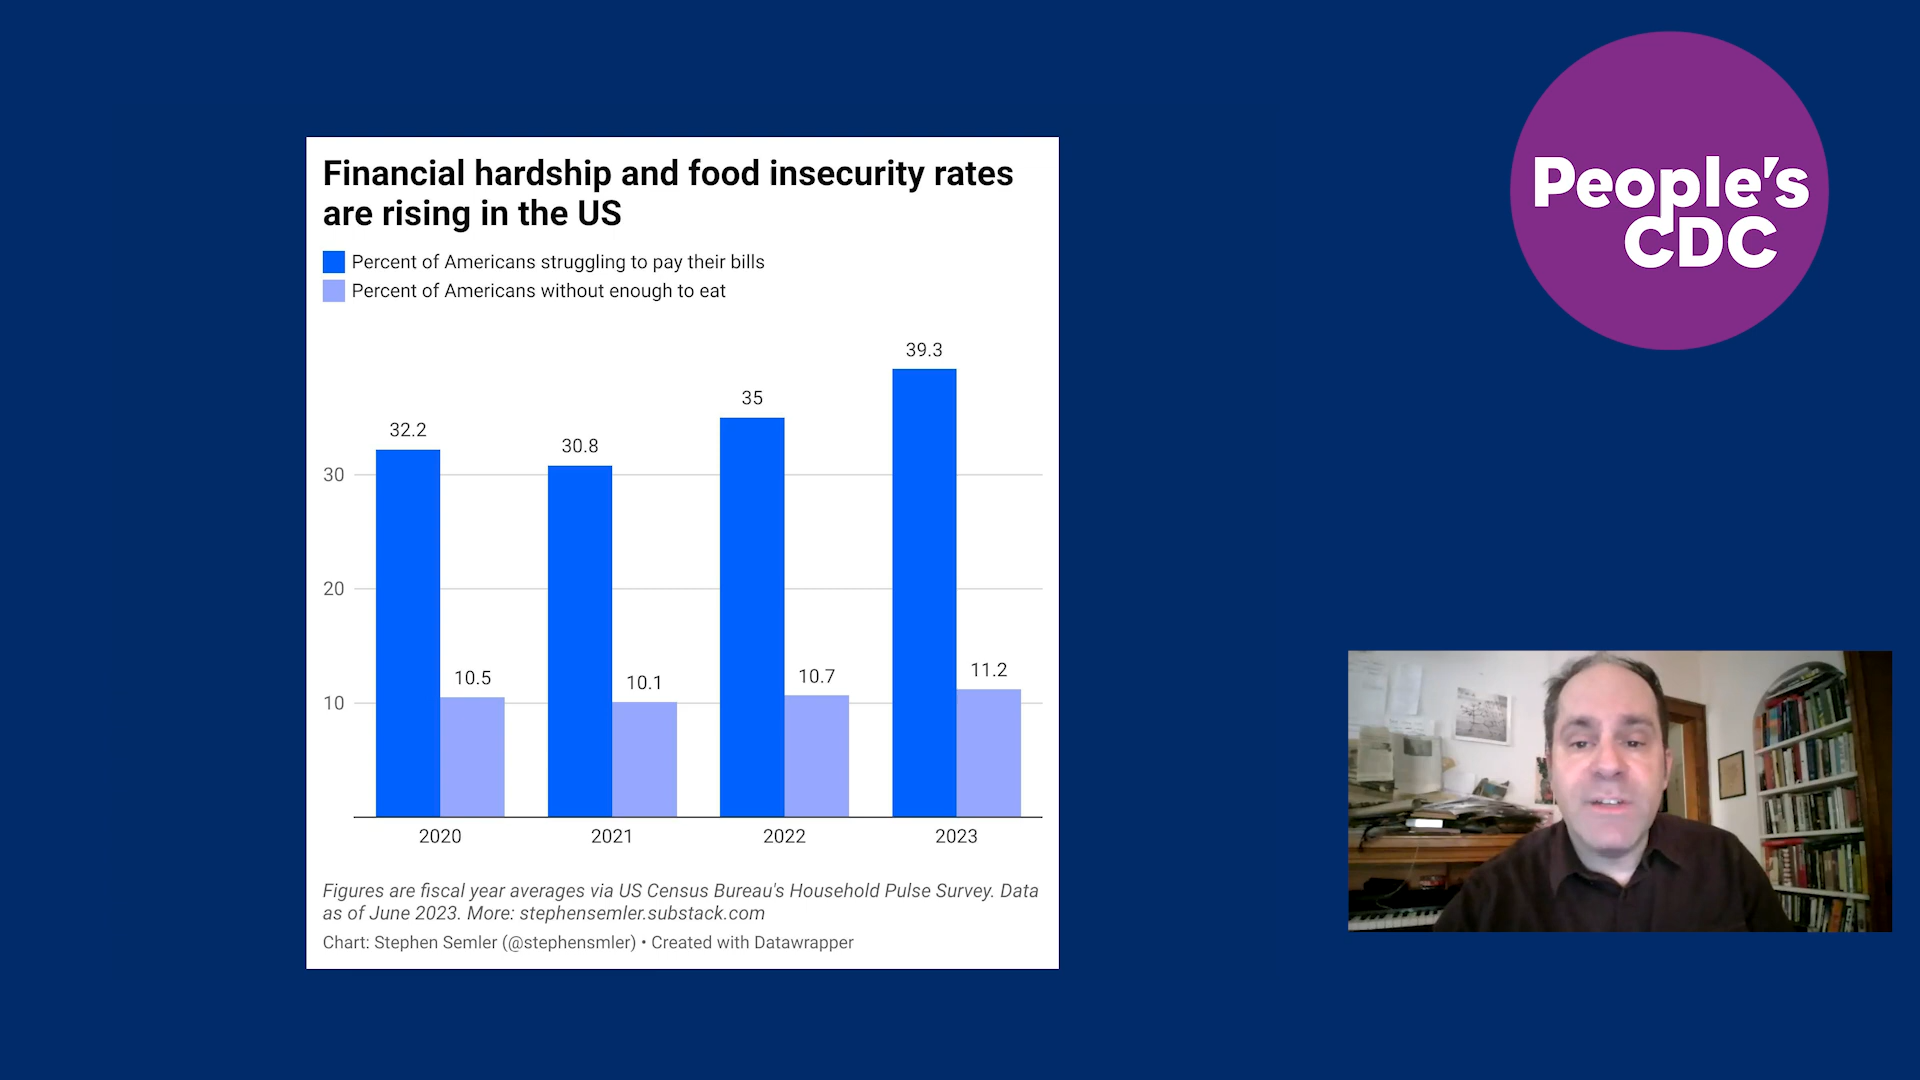 Financial hardship and food insecurity rates
are rising in the US
Percent of Americans struggling to pay their bills
Percent of Americans without enough to eat
39.3
35
32.2
30.8
30
20
11.2
10.7
10.5
10.1
10
2020 2021 2022 2023
Figures are fiscal year averages via US Census Bureau's Household Pulse Survey. Data
as of June 2023. More: stephensemler.substack.com
Chart: Stephen Semler (@stephensmler) • Created with Datawrapper
People's
CDC